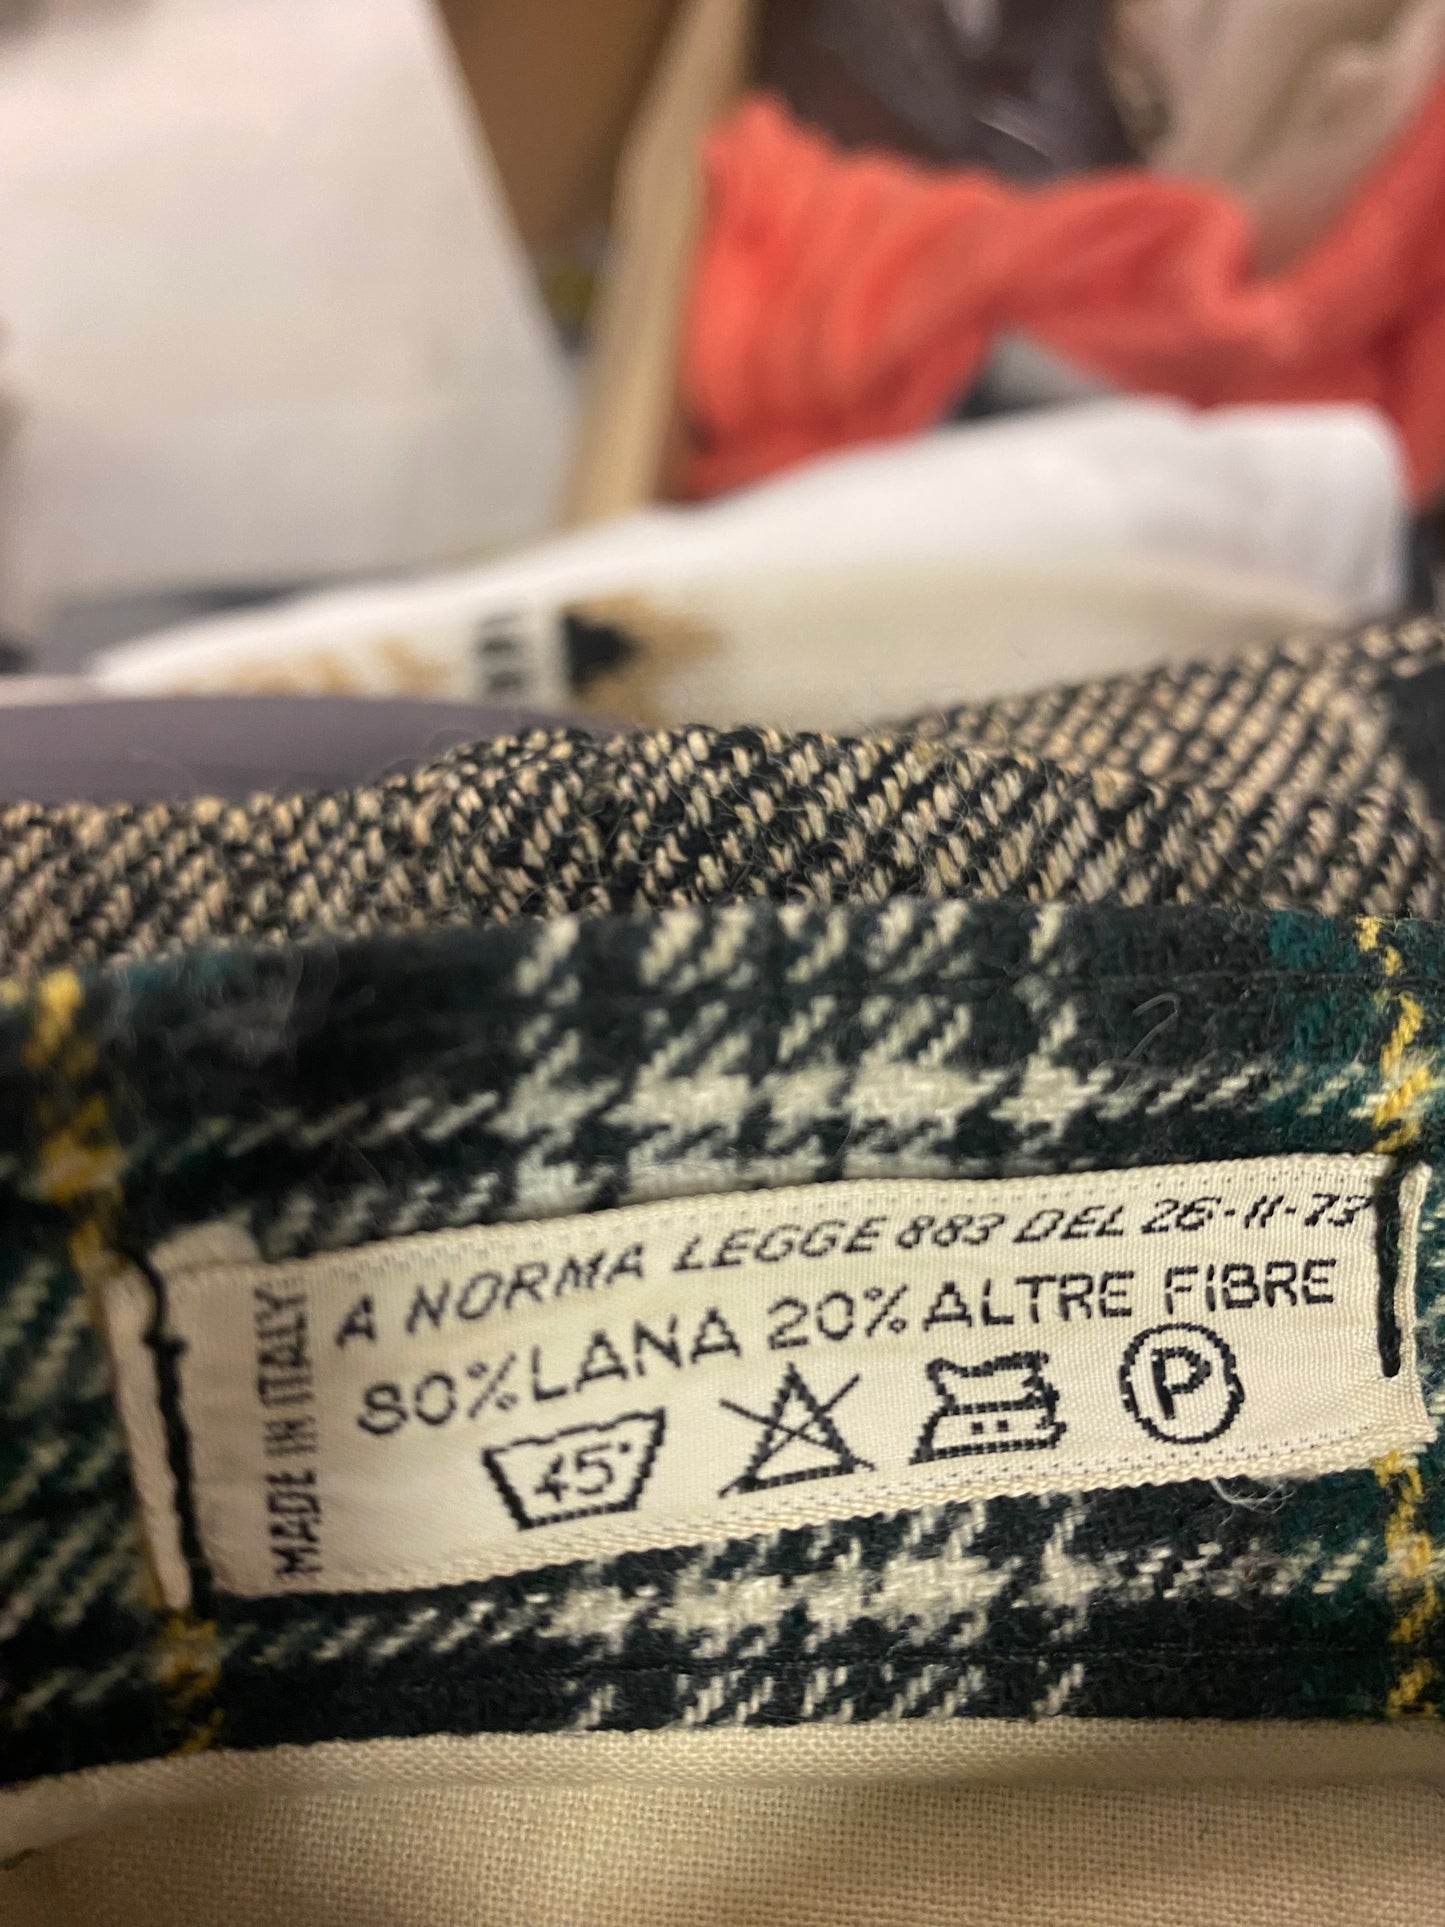 MADE IN ITALY
A NORMA LEGGE 883 DEL 26-11-73
80% LANA 20% ALTRE FIBRE
45°
P